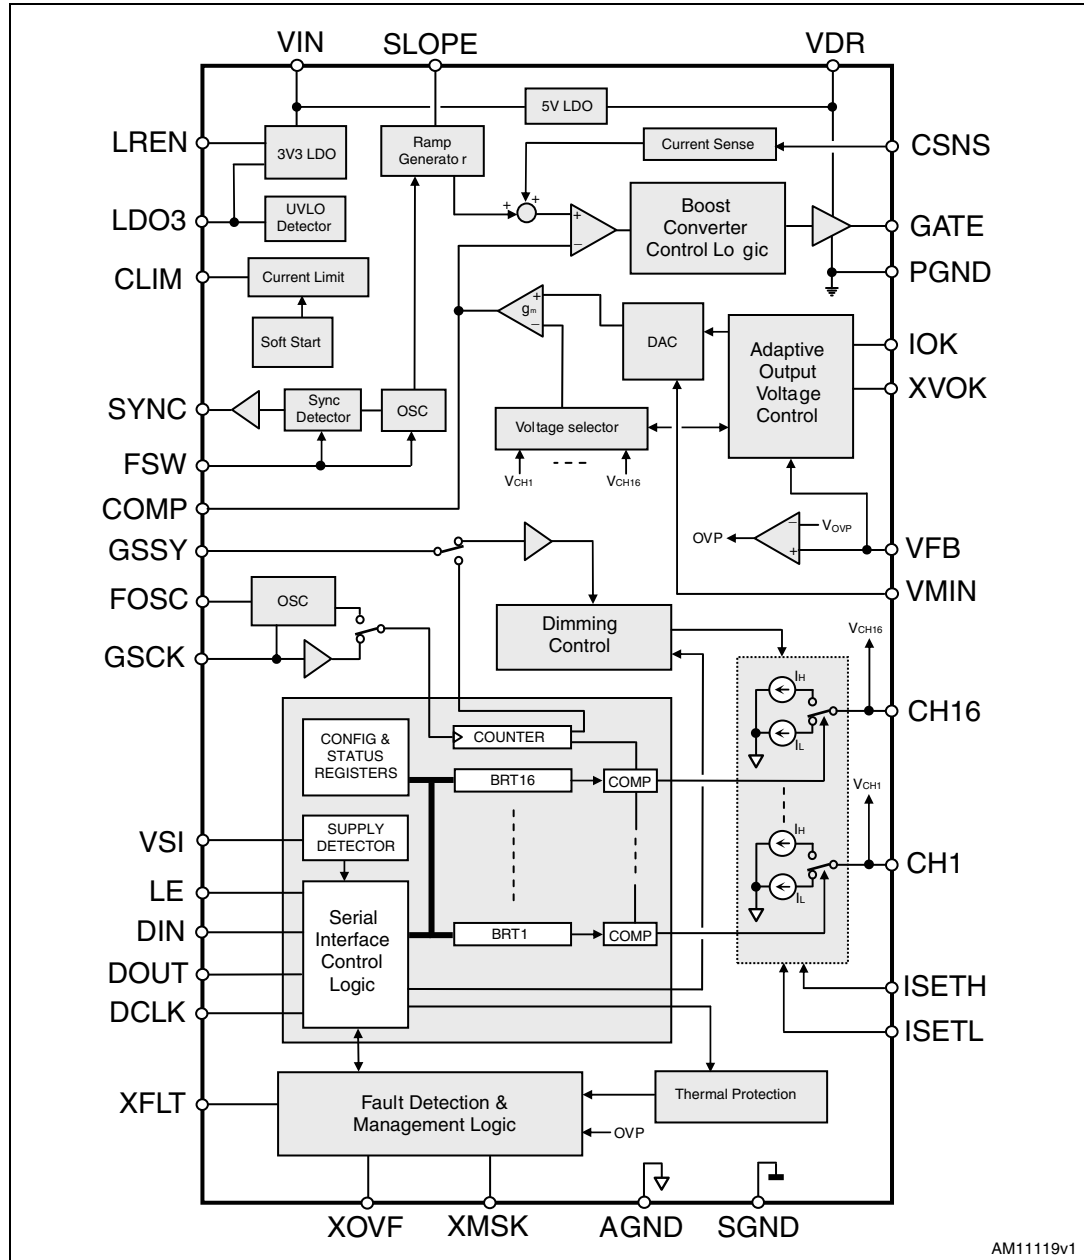 VIN
SLOPE
VDR
LREN
LDO3
CLIM
SYNC
FSW
COMP
GSSY
FOSC
GSCK
VSI
LE
DIN
DOUT
DCLK
XFLT
3V3 LDO
UVLO
Detector
Current Limit
Soft Start
Sync
Detector
OSC
Ramp
Generato r
5V LDO
Current Sense
+
+
+
−
Boost
Converter
Control Lo gic
gm
+
−
DAC
Adaptive
Output
Voltage
Control
Voltage selector
VCH1
VCH16
OVP
−
+
VOVP
OSC
Dimming
Control
CONFIG &
STATUS
REGISTERS
COUNTER
BRT16
COMP
SUPPLY
DETECTOR
Serial
Interface
Control
Logic
BRT1
COMP
VCH16
IH
IL
VCH1
IH
IL
Fault Detection &
Management Logic
OVP
Thermal Protection
CSNS
GATE
PGND
IOK
XVOK
VFB
VMIN
CH16
CH1
ISETH
ISETL
XOVF
XMSK
AGND
SGND
AM11119v1